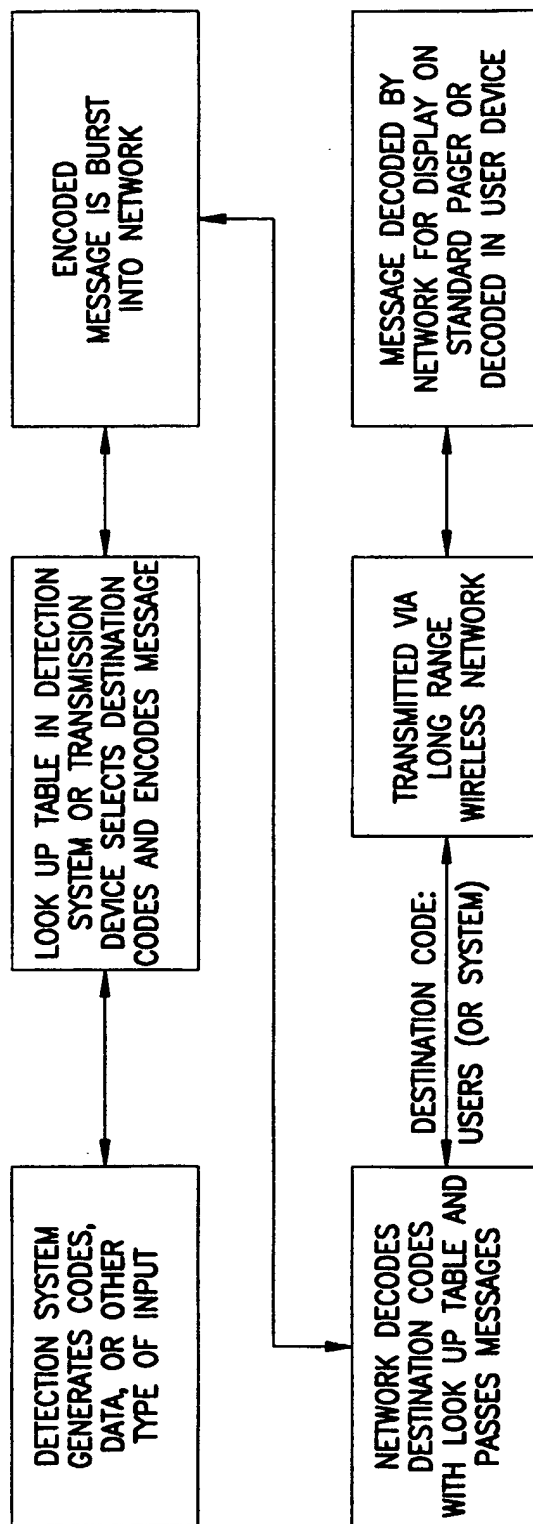 DETECTION SYSTEM
GENERATES CODES,
DATA, OR OTHER
TYPE OF INPUT
LOOK UP TABLE IN DETECTION
SYSTEM OR TRANSMISSION
DEVICE SELECTS DESTINATION
CODES AND ENCODES MESSAGE
ENCODED
MESSAGE IS BURST
INTO NETWORK
NETWORK DECODES
DESTINATION CODES
WITH LOOK UP TABLE AND
PASSES MESSAGES
DESTINATION CODE:
USERS (OR SYSTEM)
TRANSMITTED VIA
LONG RANGE
WIRELESS NETWORK
MESSAGE DECODED BY
NETWORK FOR DISPLAY ON
STANDARD PAGER OR
DECODED IN USER DEVICE